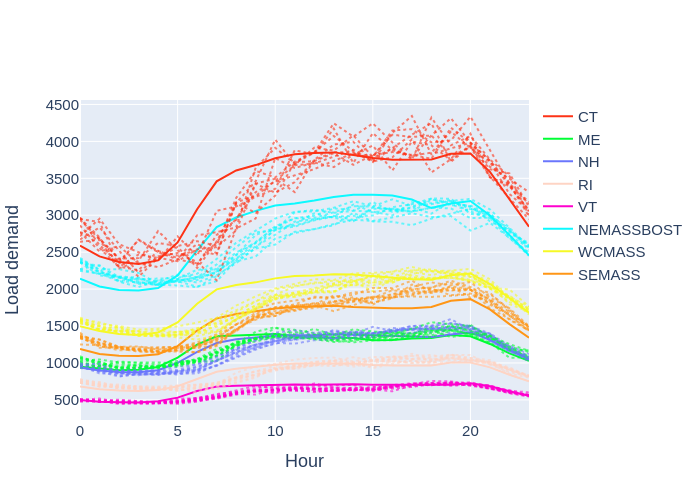 4500
4000
3500
3000
2500
2000
1500
1000
500
0
5
10
15
20
Hour
Load demand
CT
ME
NH
RI
VT
NEMASSBOST
WCMASS
SEMASS